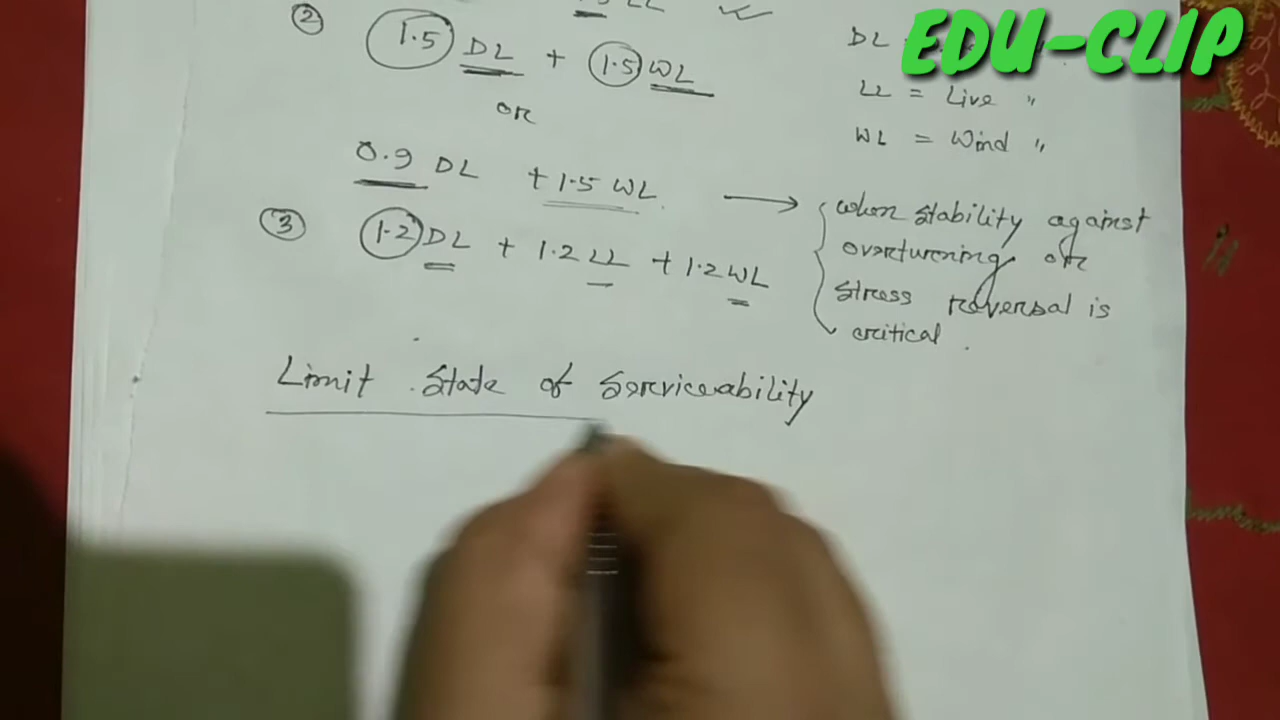 LL
② 1.5 DL + 1.5 WL
or
0.9 DL + 1.5 WL →
③ 1.2 DL + 1.2 LL + 1.2 WL
DL
LL = Live "
WL = Wind "
when stability against
overturning or
stress reversal is
critical.
Limit State of Serviceability
EDU-CLIP